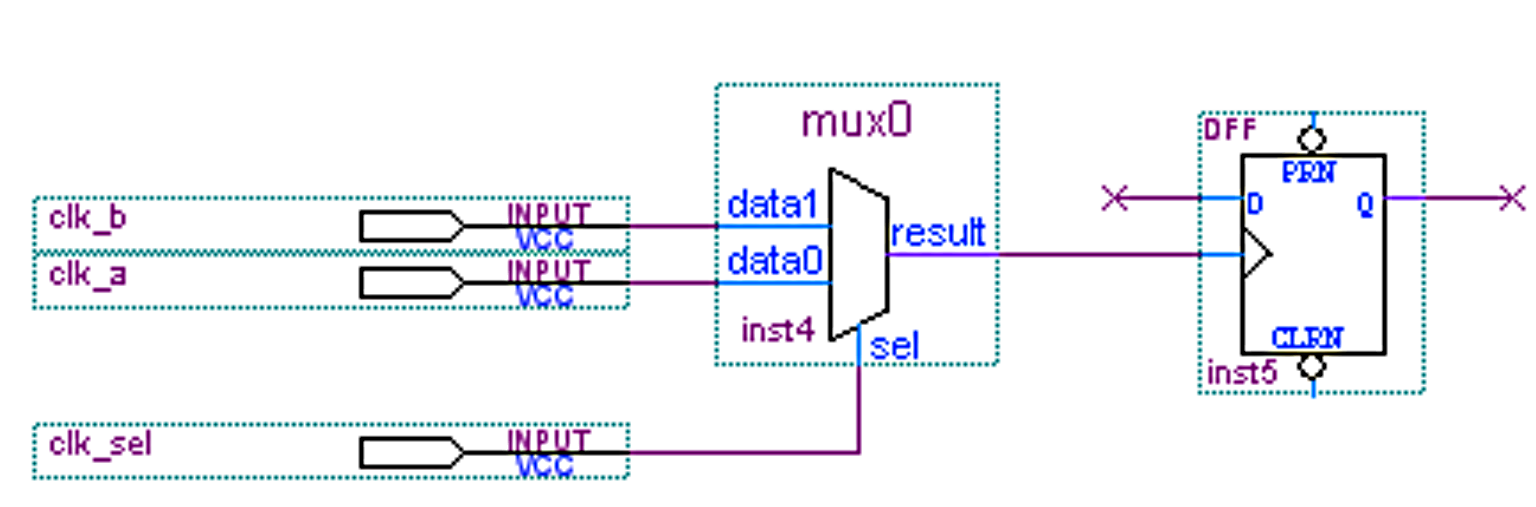 mux0
DFF
PRN
clk_b
INPUT
VCC
data1
D
Q
result
clk_a
INPUT
VCC
data0
inst4
sel
CLRN
inst5
clk_sel
INPUT
VCC